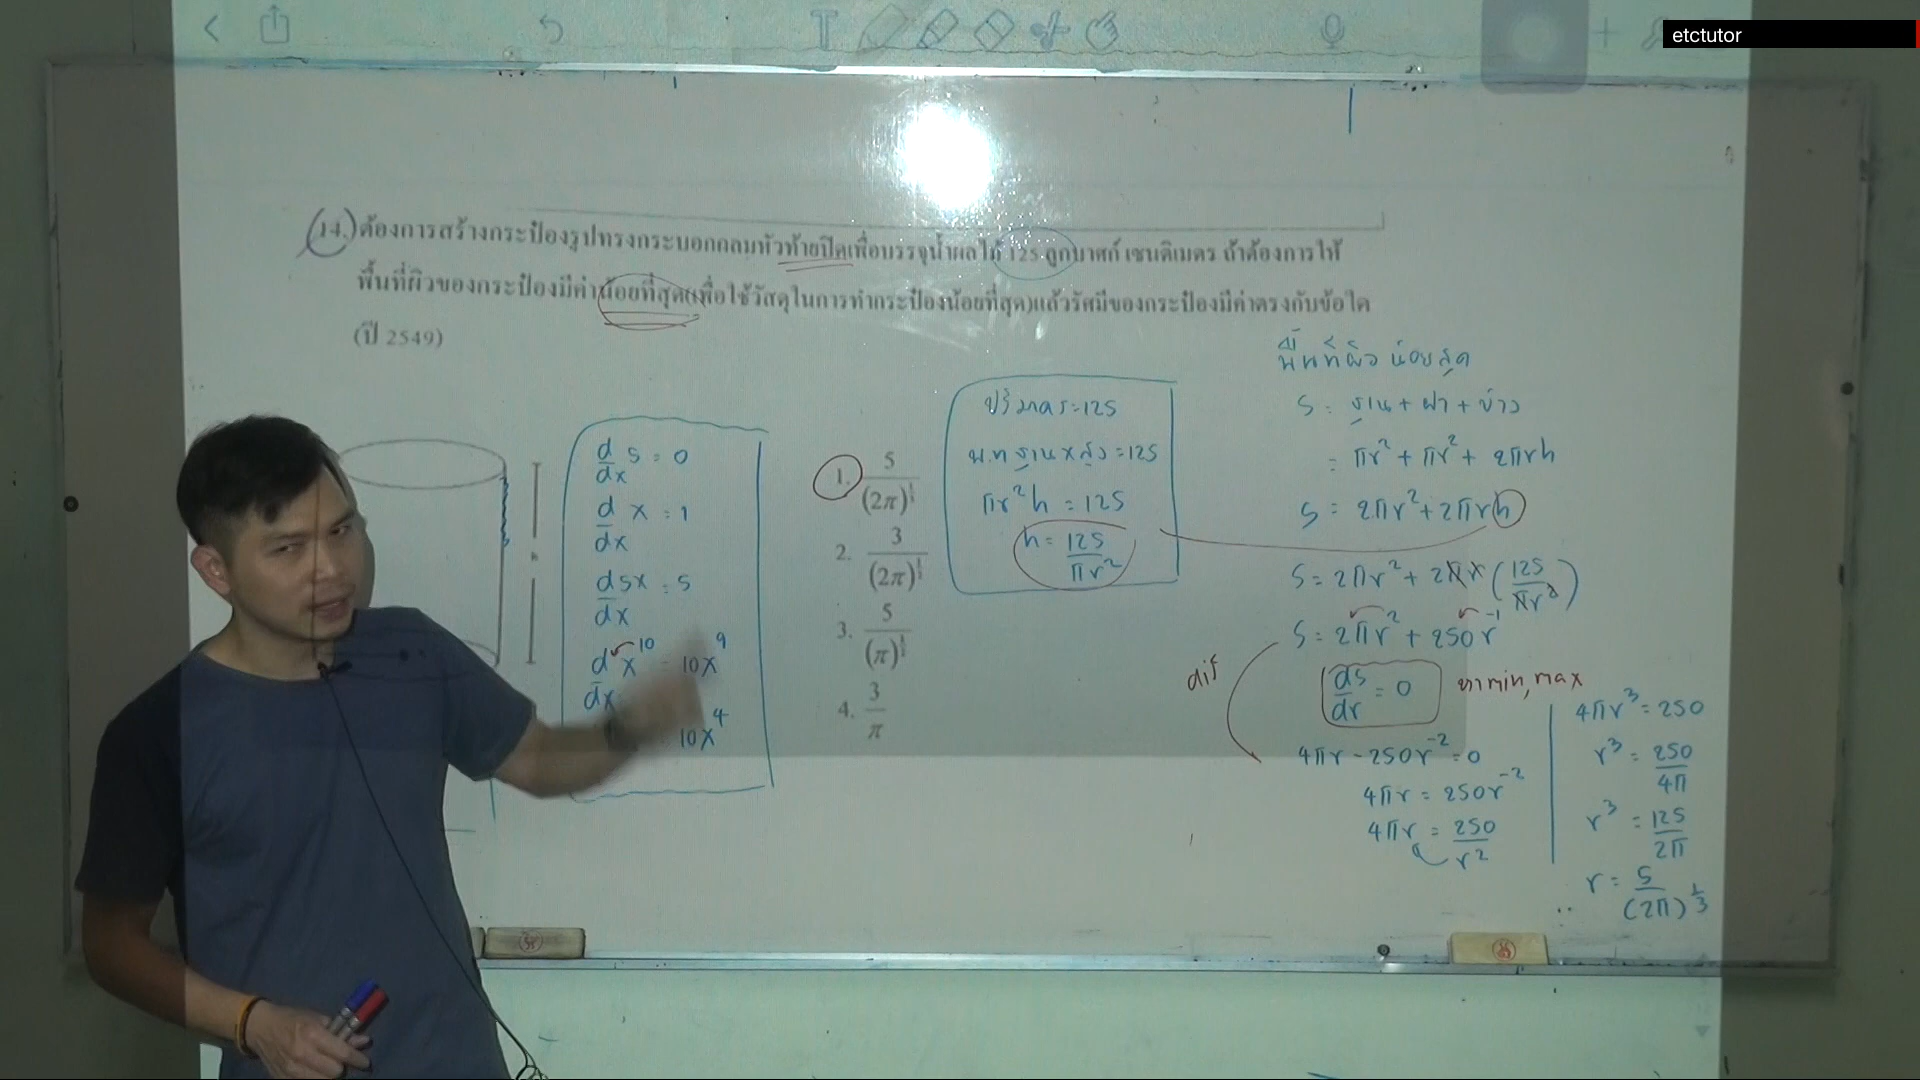 etctutor
14.) ต้องการสร้างกระป๋องรูปทรงกระบอกกลมหัวท้ายปิดเพื่อบรรจุน้ำผลไม้ 125 ลูกบาศก์ เซนติเมตร ถ้าต้องการให้
พื้นที่ผิวของกระป๋องมีค่าน้อยที่สุด(เพื่อใช้วัสดุในการทำกระป๋องน้อยที่สุด)แล้วรัศมีของกระป๋องมีค่าตรงกับข้อใด
(ปี 2549)
h
d/dx 5 = 0
d/dx x = 1
d5x/dx = 5
d/dx x^10 = 10x^9
= 10x^4
1. 5/(2π)^⅓
2. 3/(2π)^⅓
3. 5/(π)^⅓
4. 3/π
ปริมาตร = 125
พ.ท ฐาน x สูง = 125
πr²h = 125
h = 125/πr²
พื้นที่ผิว น้อยสุด
S = ฐาน + ฝา + ข้าง
= πr² + πr² + 2πrh
S = 2πr² + 2πrh
S = 2πr² + 2πr (125/πr²)
S = 2πr² + 250r^-1
dif
ds/dr = 0 หา min, max
4πr - 250r^-2 = 0
4πr = 250r^-2
4πr = 250/r²
4πr³ = 250
r³ = 250/4π
r³ = 125/2π
r = 5/(2π)^⅓